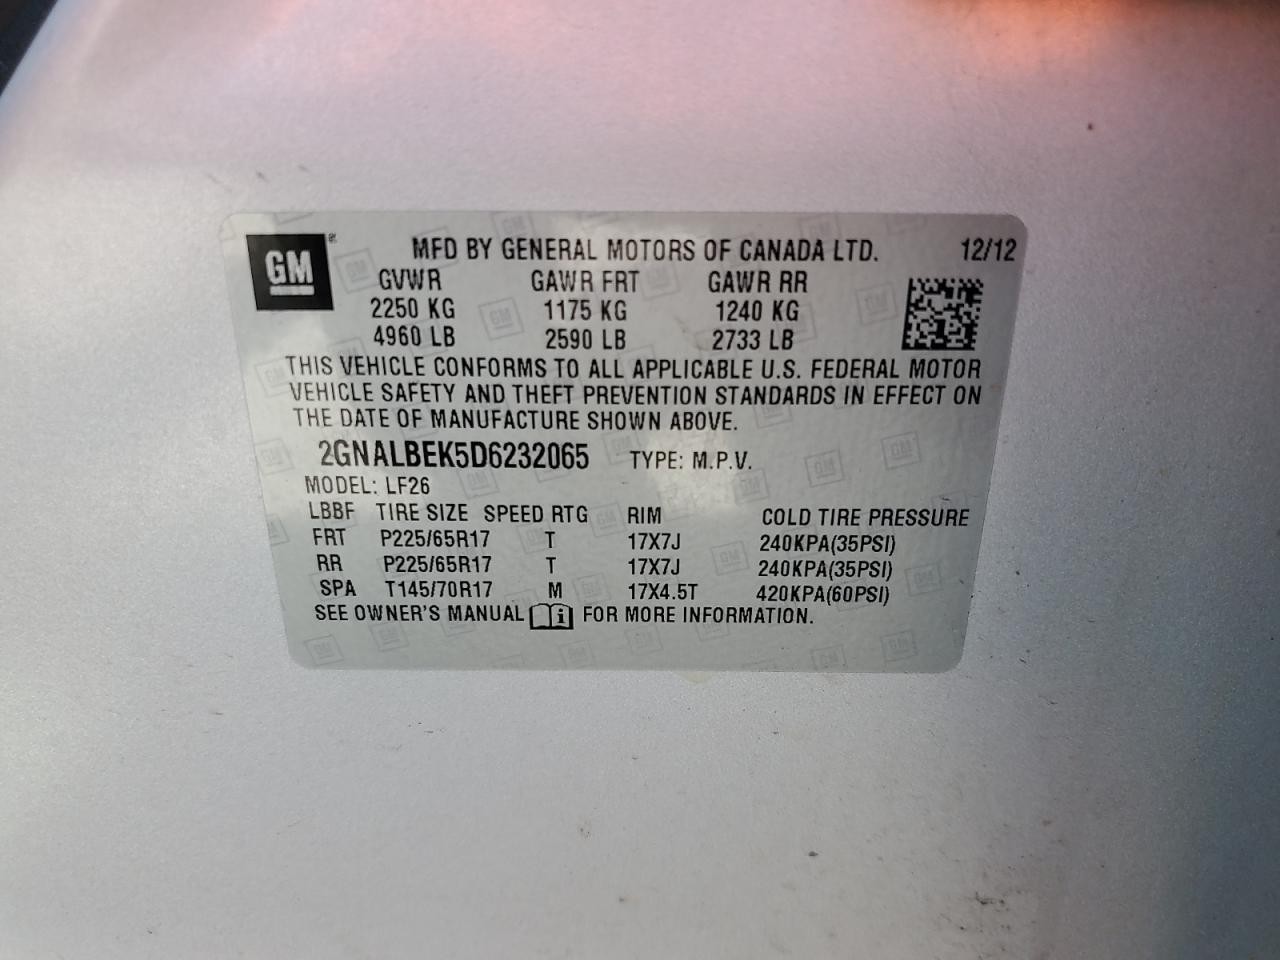 GM
MFD BY GENERAL MOTORS OF CANADA LTD. 12/12
GVWR GAWR FRT GAWR RR
2250 KG 1175 KG 1240 KG
4960 LB 2590 LB 2733 LB
THIS VEHICLE CONFORMS TO ALL APPLICABLE U.S. FEDERAL MOTOR
VEHICLE SAFETY AND THEFT PREVENTION STANDARDS IN EFFECT ON
THE DATE OF MANUFACTURE SHOWN ABOVE.
2GNALBEK5D6232065 TYPE: M.P.V.
MODEL: LF26
LBBF TIRE SIZE SPEED RTG RIM COLD TIRE PRESSURE
FRT P225/65R17 T 17X7J 240KPA(35PSI)
RR P225/65R17 T 17X7J 240KPA(35PSI)
SPA T145/70R17 M 17X4.5T 420KPA(60PSI)
SEE OWNER'S MANUAL i FOR MORE INFORMATION.